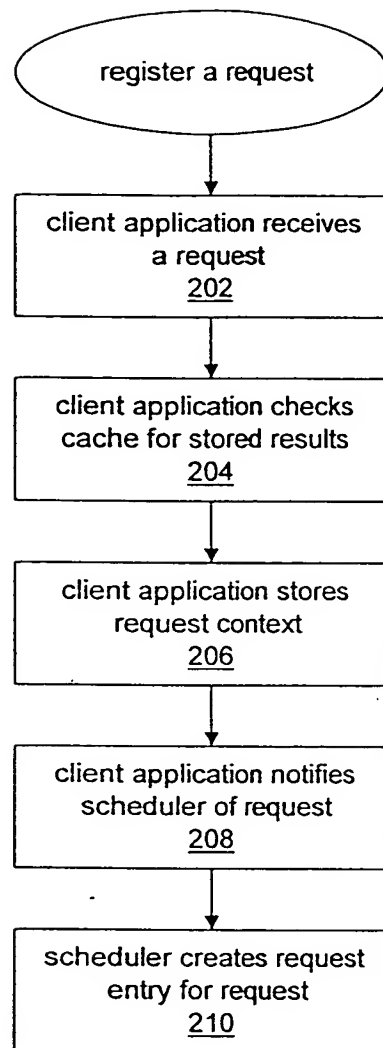 register a request
client application receives
a request
202
client application checks
cache for stored results
204
client application stores
request context
206
client application notifies
scheduler of request
208
scheduler creates request
entry for request
210